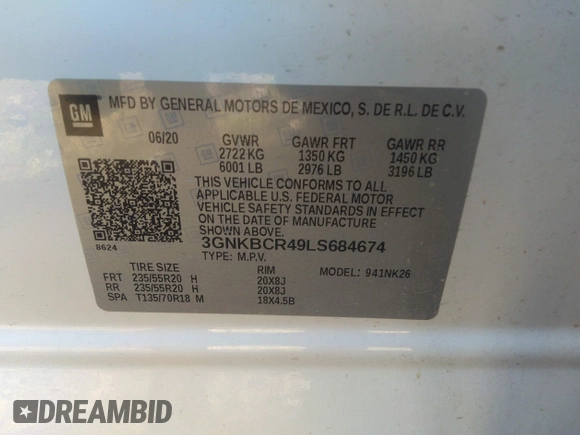 GM
MFD BY GENERAL MOTORS DE MEXICO, S. DE R.L. DE C.V.
06/20 GVWR GAWR FRT GAWR RR
2722 KG 1350 KG 1450 KG
6001 LB 2976 LB 3196 LB
THIS VEHICLE CONFORMS TO ALL
APPLICABLE U.S. FEDERAL MOTOR
VEHICLE SAFETY STANDARDS IN EFFECT
ON THE DATE OF MANUFACTURE
SHOWN ABOVE.
8624 3GNKBCR49LS684674
TYPE: M.P.V. MODEL: 941NK26
TIRE SIZE RIM
FRT 235/55R20 H 20X8J
RR 235/55R20 H 20X8J
SPA T135/70R18 M 18X4.5B
DREAMBID